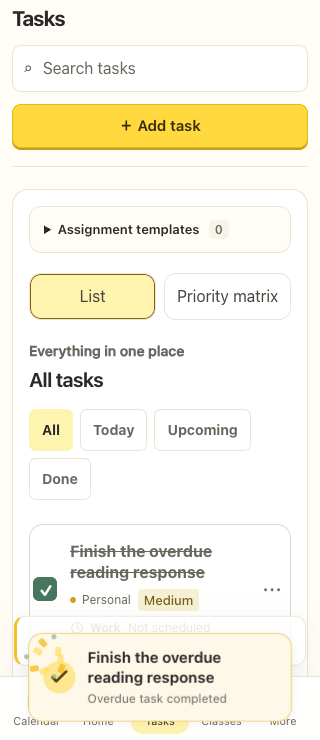 Tasks
Search tasks
+ Add task
Assignment templates 0
List
Priority matrix
Everything in one place
All tasks
All
Today
Upcoming
Done
Finish the overdue
reading response
Personal Medium
Work Not scheduled
Finish the overdue
reading response
Overdue task completed
Calendar
Home
Tasks
Classes
More